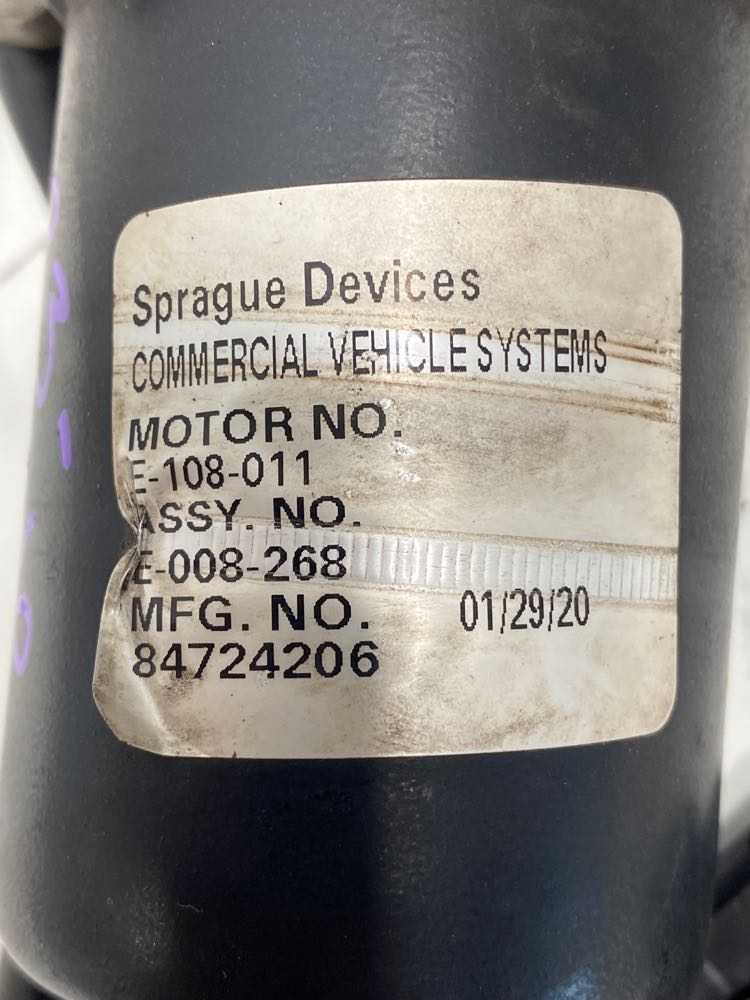 Sprague Devices
COMMERCIAL VEHICLE SYSTEMS
MOTOR NO.
E-108-011
ASSY. NO.
E-008-268
MFG. NO. 01/29/20
84724206